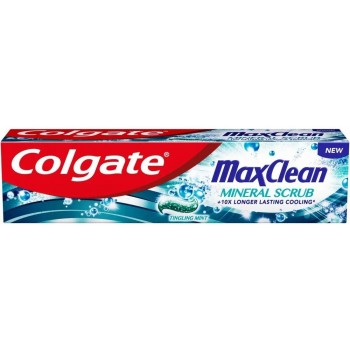 Colgate®
MaxClean
MINERAL SCRUB
+10X LONGER LASTING COOLING*
NEW
TINGLING MINT